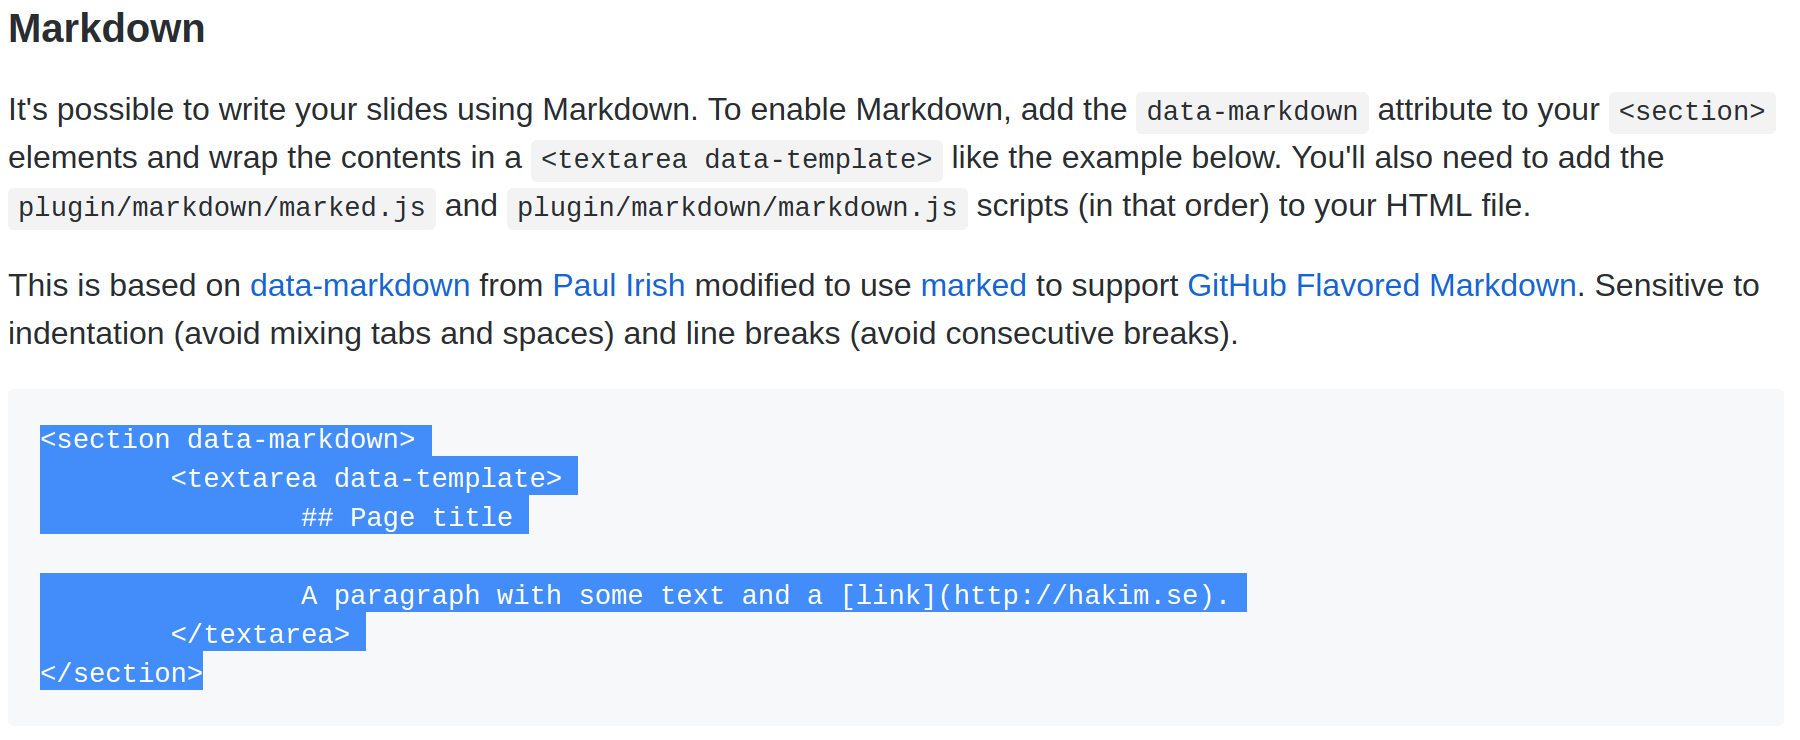 Markdown
It's possible to write your slides using Markdown. To enable Markdown, add the data-markdown attribute to your <section>
elements and wrap the contents in a <textarea data-template> like the example below. You'll also need to add the
plugin/markdown/marked.js and plugin/markdown/markdown.js scripts (in that order) to your HTML file.
This is based on data-markdown from Paul Irish modified to use marked to support GitHub Flavored Markdown. Sensitive to
indentation (avoid mixing tabs and spaces) and line breaks (avoid consecutive breaks).
<section data-markdown>
        <textarea data-template>
                ## Page title
                A paragraph with some text and a [link](http://hakim.se).
        </textarea>
</section>